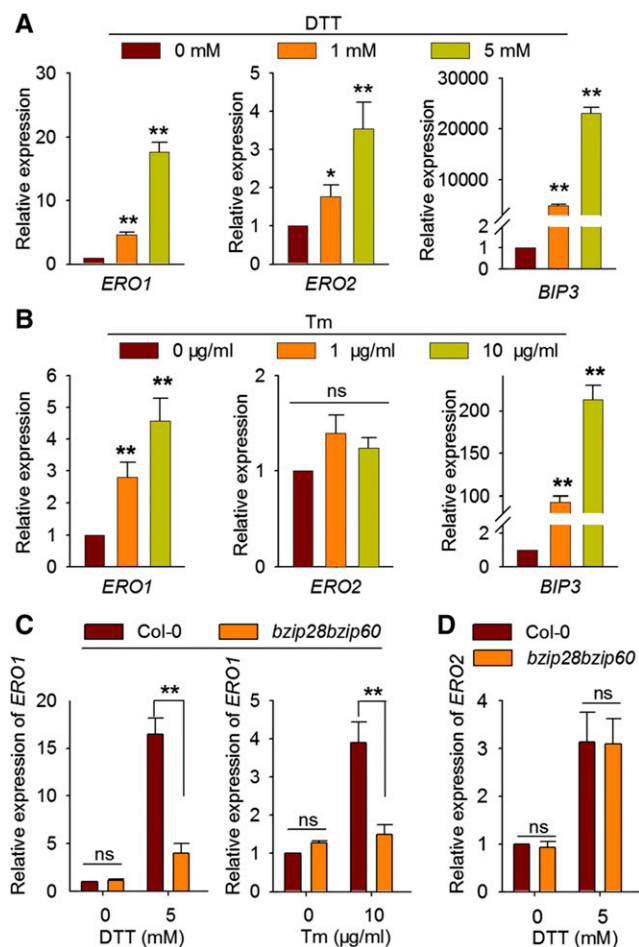 A
DTT
0 mM 1 mM 5 mM
Relative expression
30
20
10
0
** **
ERO1
Relative expression
5
4
3
2
1
0
* **
ERO2
Relative expression
30000
20000
10000
2
1
0
** **
BIP3
B
Tm
0 µg/ml 1 µg/ml 10 µg/ml
Relative expression
6
5
4
3
2
1
0
** **
ERO1
Relative expression
2
1
0
ns
ERO2
Relative expression
200
150
100
50
2
0
** **
BIP3
C
Col-0 bzip28bzip60
Relative expression of ERO1
20
15
10
5
0
ns **
0 5
DTT (mM)
Relative expression of ERO1
5
4
3
2
1
0
ns **
0 10
Tm (µg/ml)
D
Col-0
bzip28bzip60
Relative expression of ERO2
4
3
2
1
0
ns ns
0 5
DTT (mM)